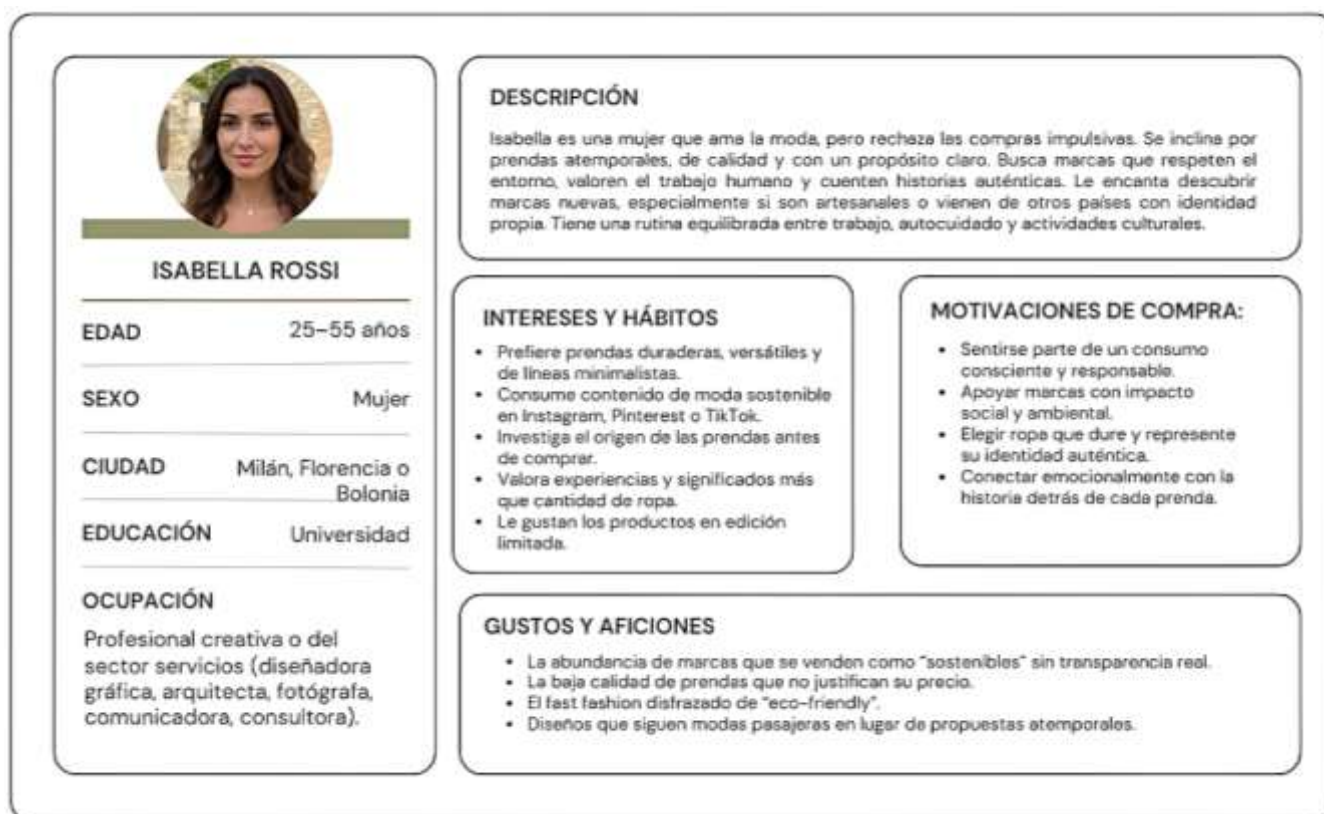 ISABELLA ROSSI
EDAD 25–55 años
SEXO Mujer
CIUDAD Milán, Florencia o
Bolonia
EDUCACIÓN Universidad
OCUPACIÓN
Profesional creativa o del
sector servicios (diseñadora
gráfica, arquitecta, fotógrafa,
comunicadora, consultora).
DESCRIPCIÓN
Isabella es una mujer que ama la moda, pero rechaza las compras impulsivas. Se inclina por
prendas atemporales, de calidad y con un propósito claro. Busca marcas que respeten el
entorno, valoren el trabajo humano y cuenten historias auténticas. Le encanta descubrir
marcas nuevas, especialmente si son artesanales o vienen de otros países con identidad
propia. Tiene una rutina equilibrada entre trabajo, autocuidado y actividades culturales.
INTERESES Y HÁBITOS
• Prefiere prendas duraderas, versátiles y
de líneas minimalistas.
• Consume contenido de moda sostenible
en Instagram, Pinterest o TikTok.
• Investiga el origen de las prendas antes
de comprar.
• Valora experiencias y significados más
que cantidad de ropa.
• Le gustan los productos en edición
limitada.
MOTIVACIONES DE COMPRA:
• Sentirse parte de un consumo
consciente y responsable.
• Apoyar marcas con impacto
social y ambiental.
• Elegir ropa que dure y represente
su identidad auténtica.
• Conectar emocionalmente con la
historia detrás de cada prenda.
GUSTOS Y AFICIONES
• La abundancia de marcas que se venden como “sostenibles” sin transparencia real.
• La baja calidad de prendas que no justifican su precio.
• El fast fashion disfrazado de “eco-friendly”.
• Diseños que siguen modas pasajeras en lugar de propuestas atemporales.